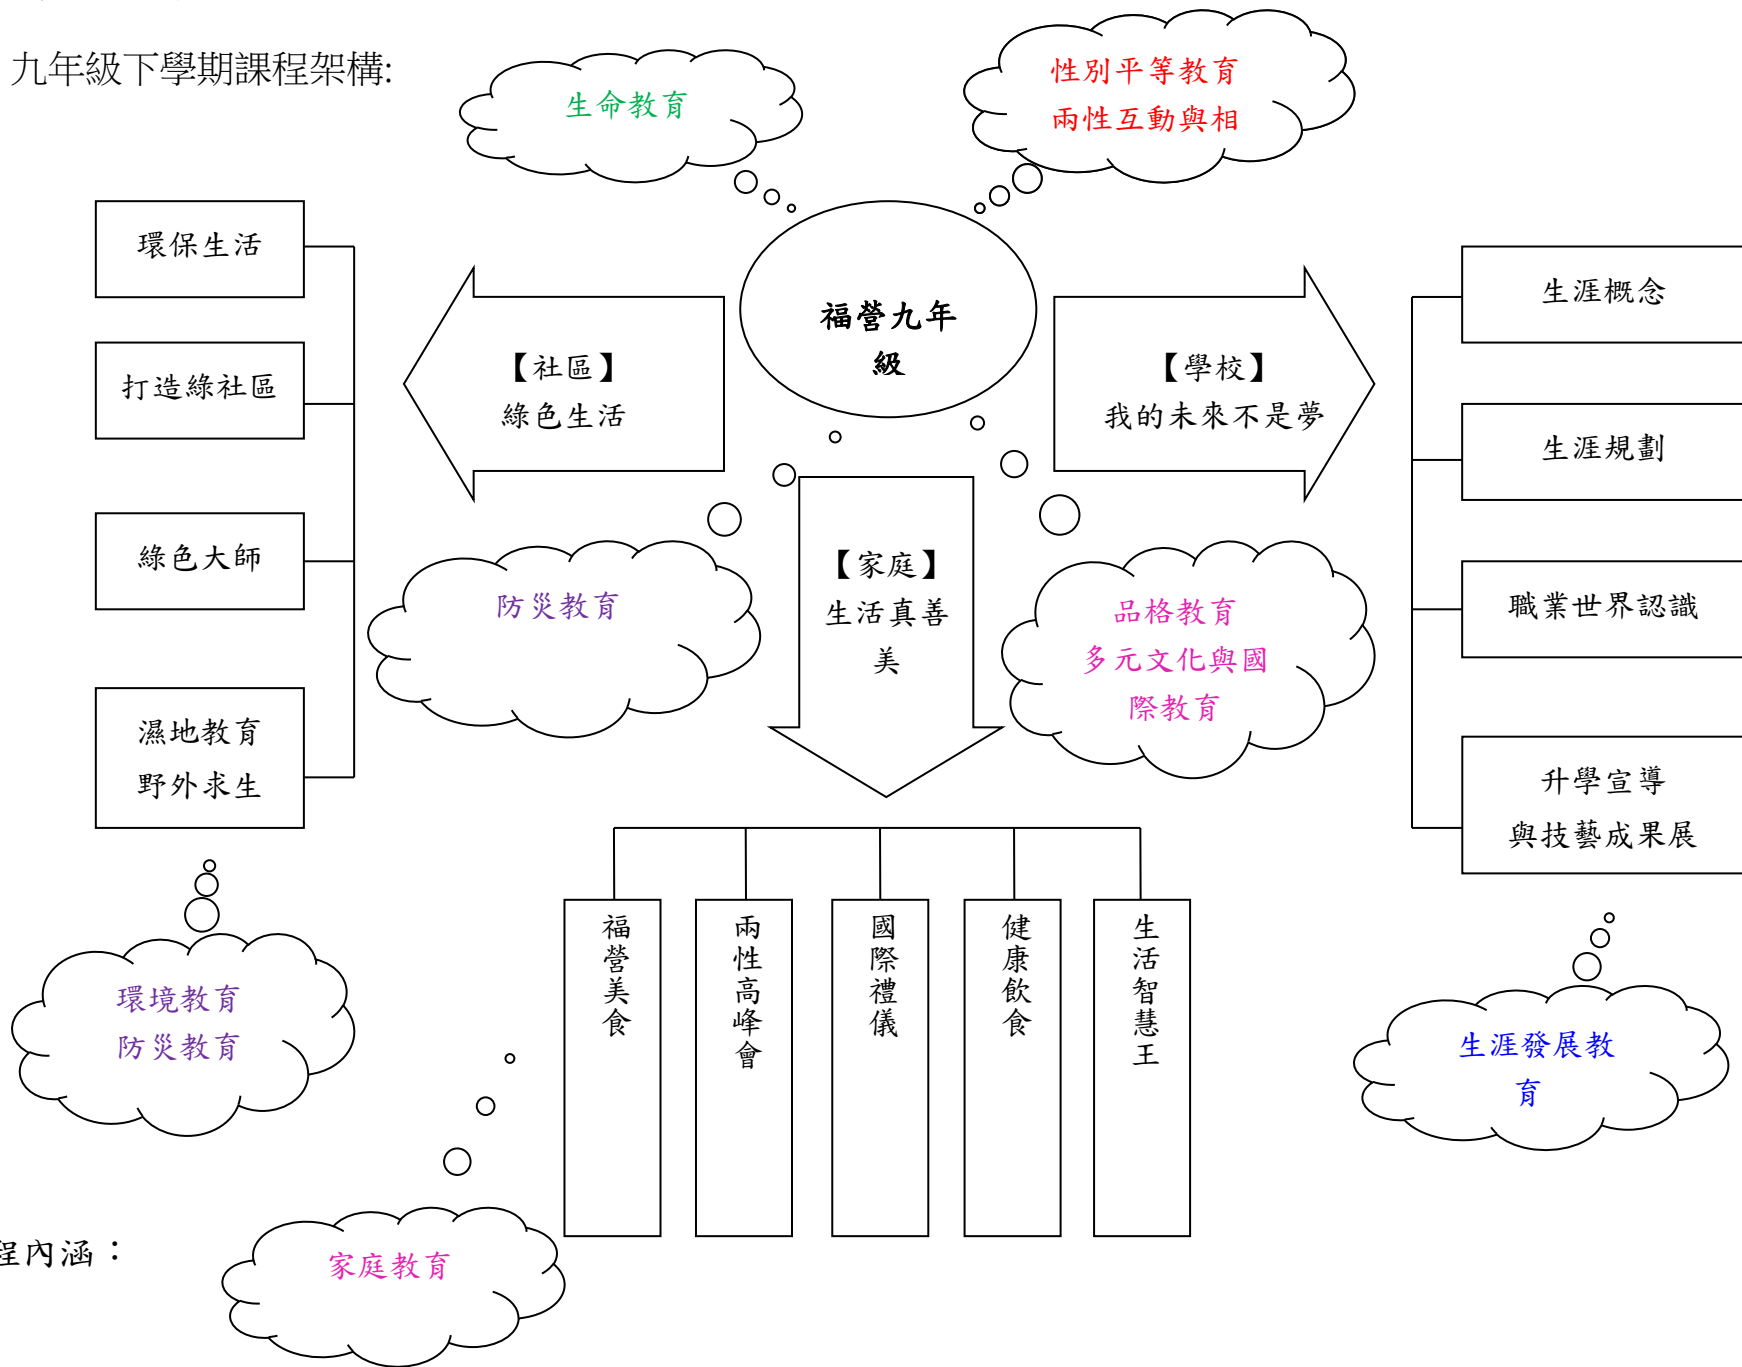 九年級下學期課程架構:
生命教育
性別平等教育
兩性互動與相
福營九年
級
【社區】
綠色生活
環保生活
打造綠社區
綠色大師
濕地教育
野外求生
【學校】
我的未來不是夢
生涯概念
生涯規劃
職業世界認識
升學宣導
與技藝成果展
防災教育
【家庭】
生活真善
美
品格教育
多元文化與國
際教育
福營美食
兩性高峰會
國際禮儀
健康飲食
生活智慧王
環境教育
防災教育
生涯發展教
育
家庭教育
程內涵：